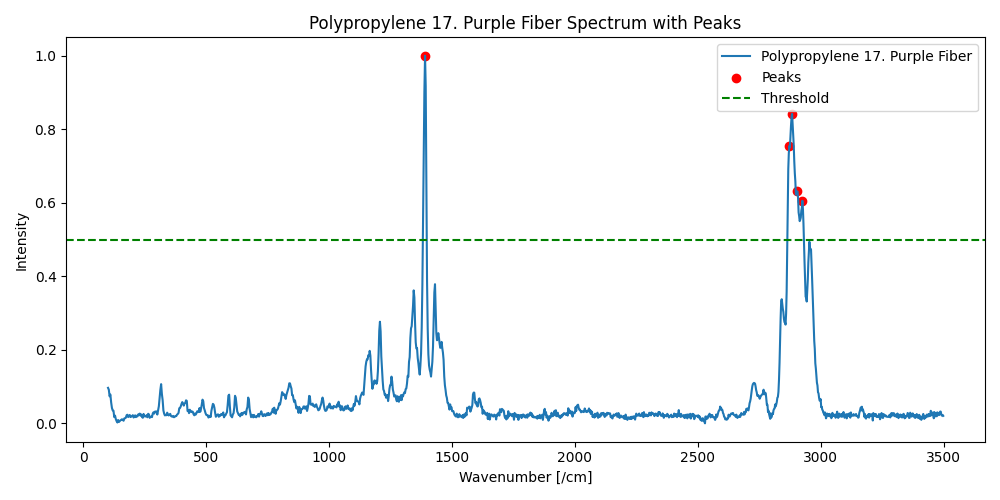 Polypropylene 17. Purple Fiber Spectrum with Peaks
Polypropylene 17. Purple Fiber
Peaks
Threshold
Intensity
1.0
0.8
0.6
0.4
0.2
0.0
0 500 1000 1500 2000 2500 3000 3500
Wavenumber [/cm]